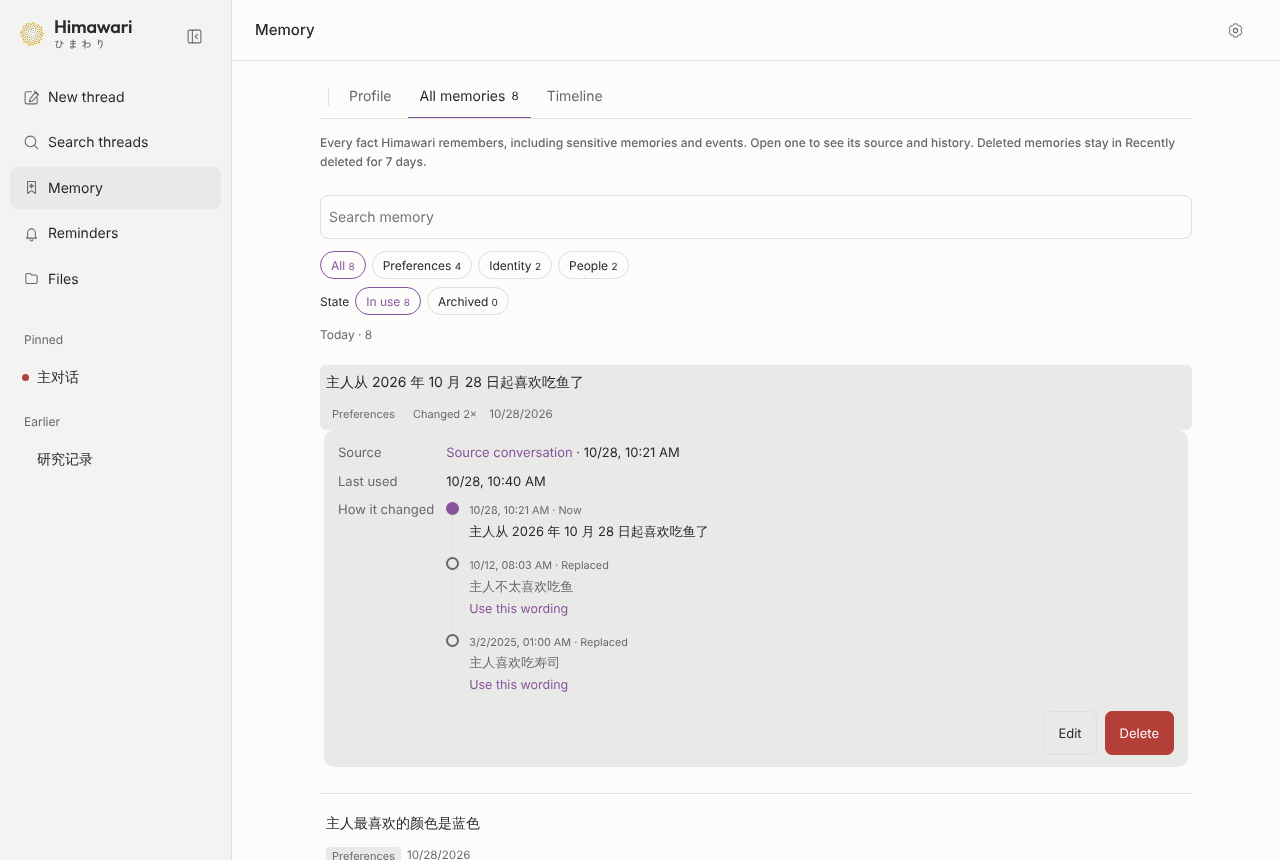 Himawari
ひまわり
New thread
Search threads
Memory
Reminders
Files
Pinned
主对话
Earlier
研究记录
Memory
Profile
All memories 8
Timeline
Every fact Himawari remembers, including sensitive memories and events. Open one to see its source and history. Deleted memories stay in Recently
deleted for 7 days.
Search memory
All 8
Preferences 4
Identity 2
People 2
State
In use 8
Archived 0
Today · 8
主人从 2026 年 10 月 28 日起喜欢吃鱼了
Preferences
Changed 2×
10/28/2026
Source
Source conversation · 10/28, 10:21 AM
Last used
10/28, 10:40 AM
How it changed
10/28, 10:21 AM · Now
主人从 2026 年 10 月 28 日起喜欢吃鱼了
10/12, 08:03 AM · Replaced
主人不太喜欢吃鱼
Use this wording
3/2/2025, 01:00 AM · Replaced
主人喜欢吃寿司
Use this wording
Edit
Delete
主人最喜欢的颜色是蓝色
Preferences
10/28/2026